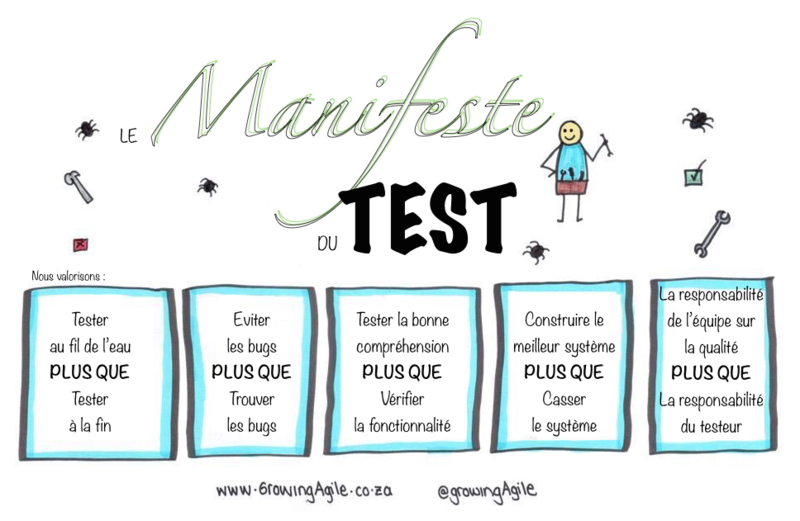 LE Manifeste
DU TEST
Nous valorisons :
Tester
au fil de l'eau
PLUS QUE
Tester
à la fin
Eviter
les bugs
PLUS QUE
Trouver
les bugs
Tester la bonne
compréhension
PLUS QUE
Vérifier
la fonctionnalité
Construire le
meilleur système
PLUS QUE
Casser
le système
La responsabilité
de l'équipe sur
la qualité
PLUS QUE
La responsabilité
du testeur
www.GrowingAgile.co.za @growingAgile